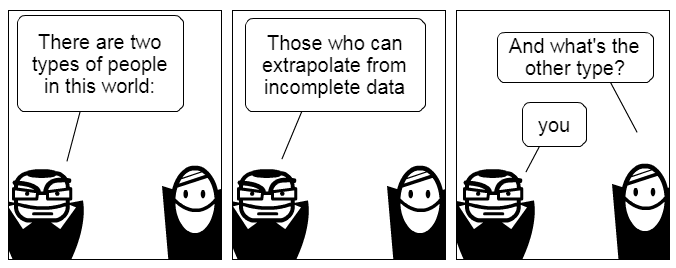 There are two
types of people
in this world:
Those who can
extrapolate from
incomplete data
And what's the
other type?
you